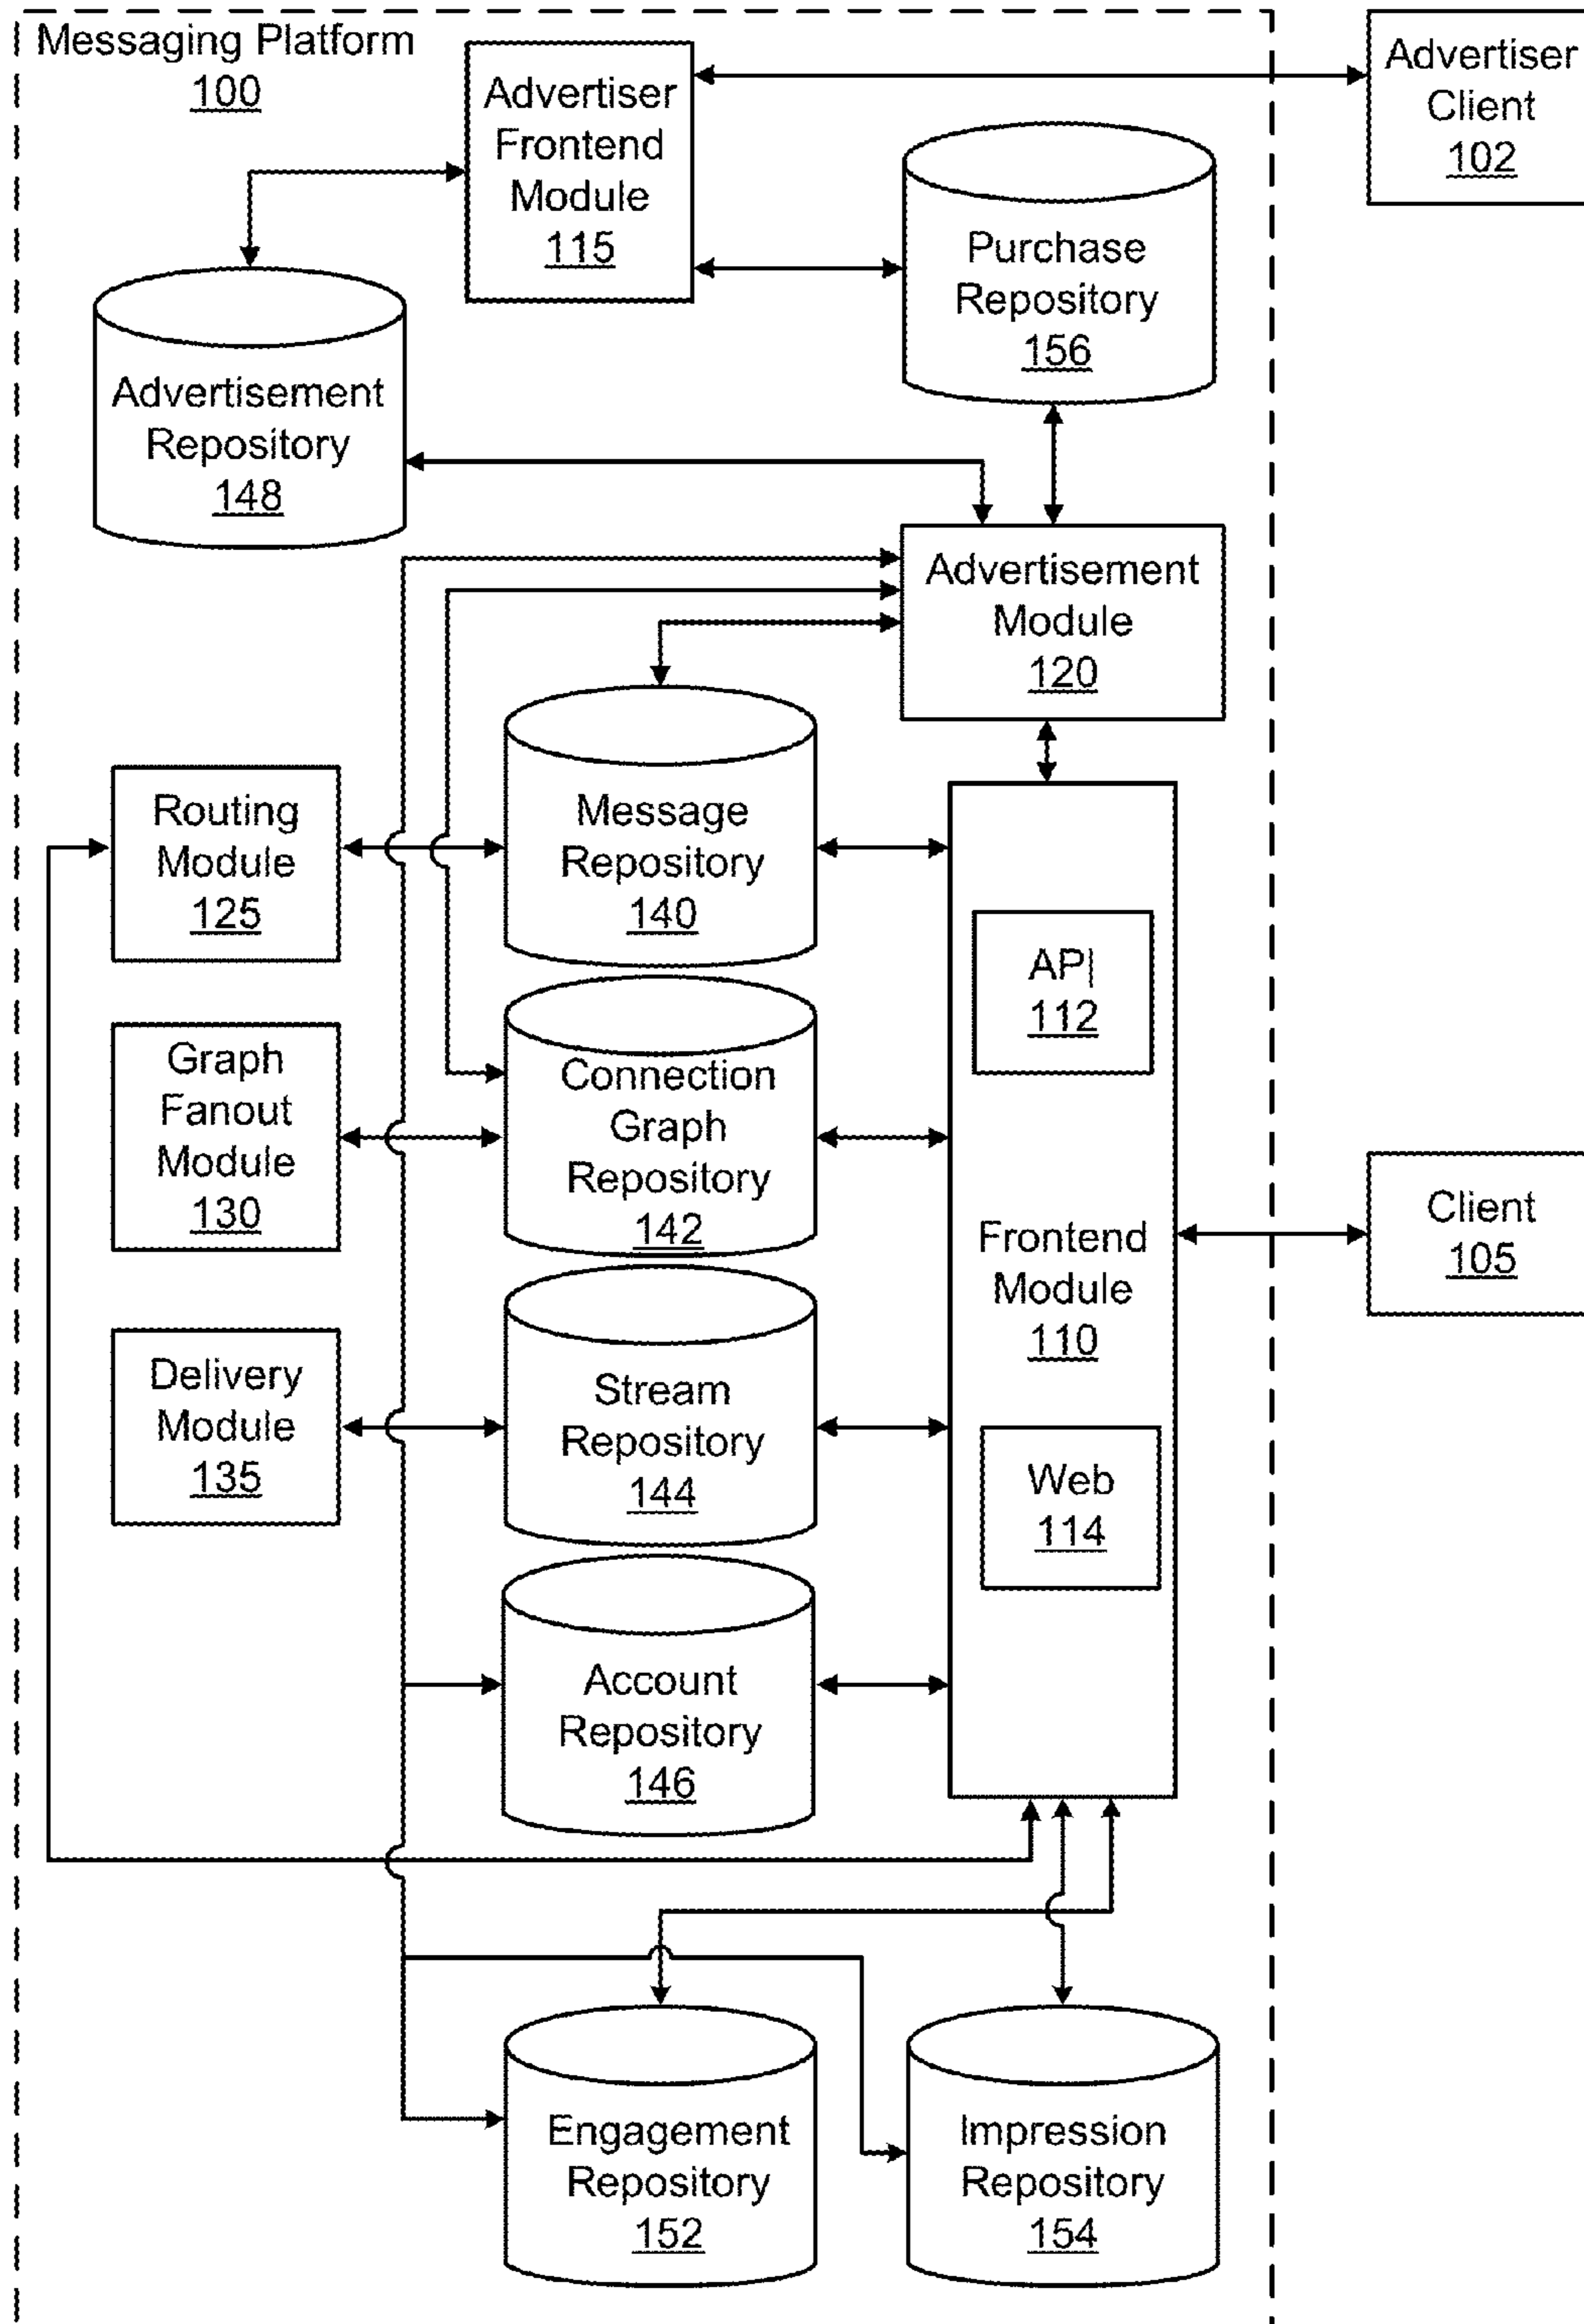 Messaging Platform
100
Advertiser
Frontend
Module
115
Advertiser
Client
102
Purchase
Repository
156
Advertisement
Repository
148
Advertisement
Module
120
Routing
Module
125
Message
Repository
140
API
112
Graph
Fanout
Module
130
Connection
Graph
Repository
142
Frontend
Module
110
Client
105
Delivery
Module
135
Stream
Repository
144
Web
114
Account
Repository
146
Engagement
Repository
152
Impression
Repository
154